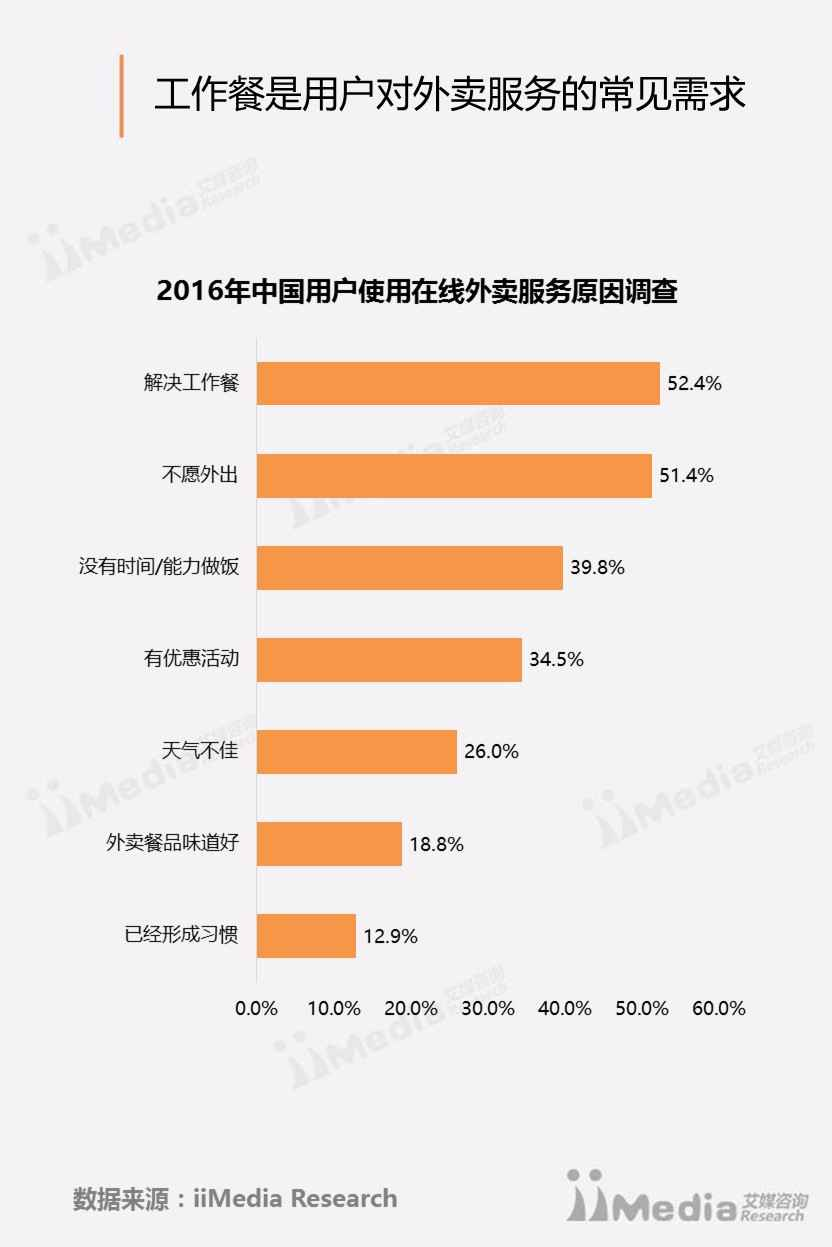 工作餐是用户对外卖服务的常见需求
2016年中国用户使用在线外卖服务原因调查
解决工作餐 52.4%
不愿外出 51.4%
没有时间/能力做饭 39.8%
有优惠活动 34.5%
天气不佳 26.0%
外卖餐品味道好 18.8%
已经形成习惯 12.9%
0.0% 10.0% 20.0% 30.0% 40.0% 50.0% 60.0%
数据来源：iiMedia Research
iiMedia 艾媒咨询
Research